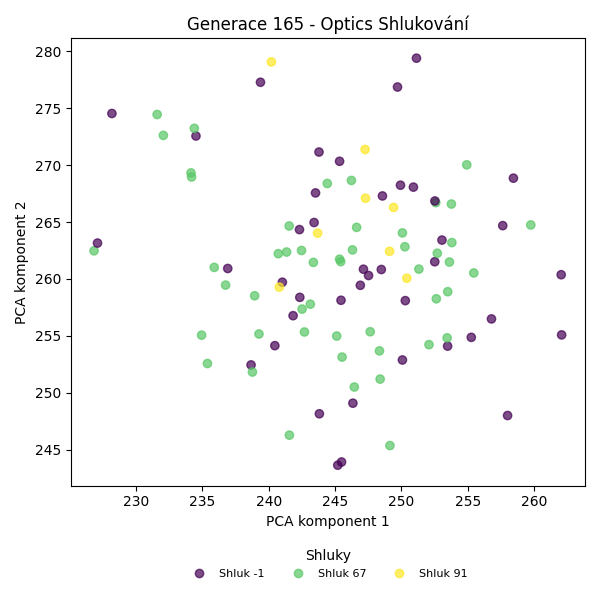 Generace 165 - Optics Shlukování
280
275
270
265
260
255
250
245
PCA komponent 2
230 235 240 245 250 255 260
PCA komponent 1
Shluky
Shluk -1 Shluk 67 Shluk 91